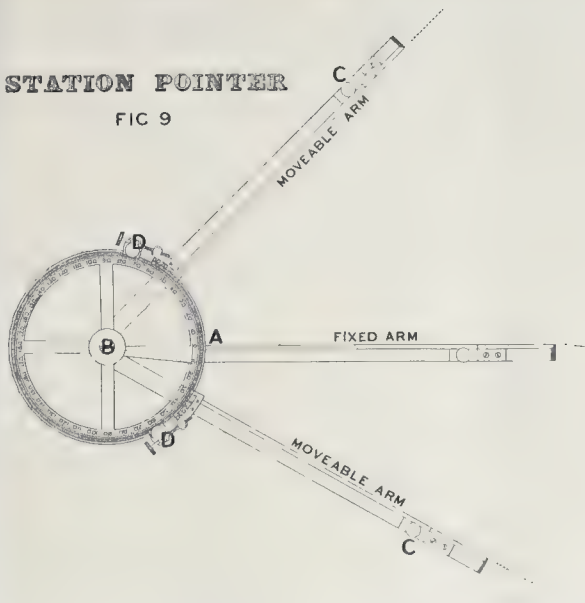 STATION POINTER
FIG 9
C
MOVEABLE ARM
D
B
A
FIXED ARM
D
MOVEABLE ARM
C